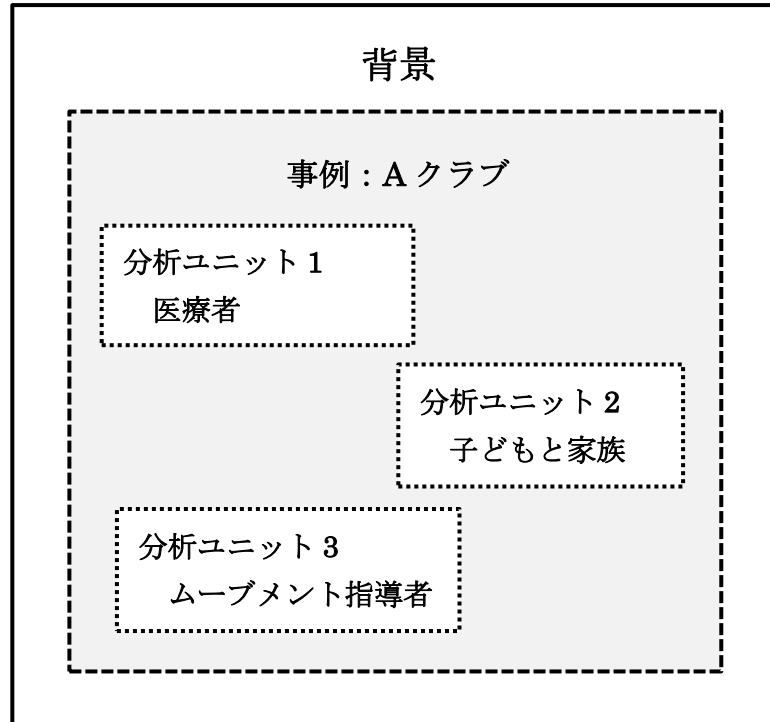 背景
事例：A クラブ
分析ユニット 1
医療者
分析ユニット 2
子どもと家族
分析ユニット 3
ムーブメント指導者